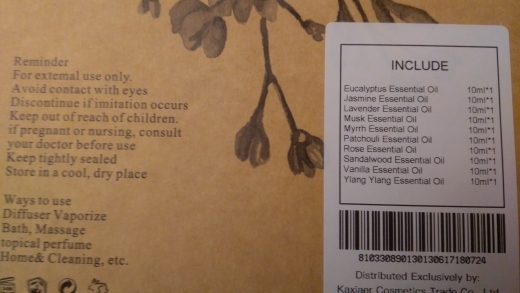 Reminder
For external use only.
Avoid contact with eyes
Discontinue if imitation occurs
Keep out of reach of children.
if pregnant or nursing, consult
your doctor before use
Keep tightly sealed
Store in a cool, dry place
Ways to use
Diffuser Vaporize
Bath, Massage
topical perfume
Home& Cleaning, etc.
INCLUDE
Eucalyptus Essential Oil 10ml*1
Jasmine Essential Oil 10ml*1
Lavender Essential Oil 10ml*1
Musk Essential Oil 10ml*1
Myrrh Essential Oil 10ml*1
Patchouli Essential Oil 10ml*1
Rose Essential Oil 10ml*1
Sandalwood Essential Oil 10ml*1
Vanilla Essential Oil 10ml*1
Ylang Ylang Essential Oil 10ml*1
810330890130130617180724
Distributed Exclusively by:
Cosmetics Trade Co., Ltd